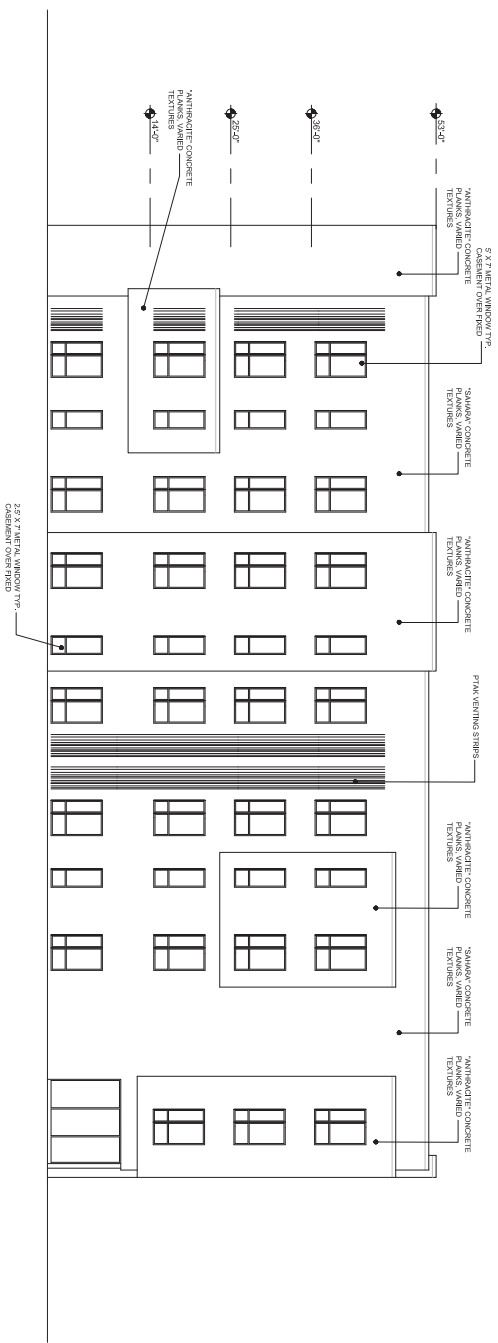 5' X 7' METAL WINDOW TYP.
CASEMENT OVER FIXED
"ANTHRACITE" CONCRETE
PLANKS, VARIED
TEXTURES
"SAHARA" CONCRETE
PLANKS, VARIED
TEXTURES
"ANTHRACITE" CONCRETE
PLANKS, VARIED
TEXTURES
PTAK VENTING STRIPS
"ANTHRACITE" CONCRETE
PLANKS, VARIED
TEXTURES
"SAHARA" CONCRETE
PLANKS, VARIED
TEXTURES
"ANTHRACITE" CONCRETE
PLANKS, VARIED
TEXTURES
53'-0"
36'-0"
25'-0"
14'-0"
"ANTHRACITE" CONCRETE
PLANKS, VARIED
TEXTURES
2.5' X 7' METAL WINDOW TYP.
CASEMENT OVER FIXED